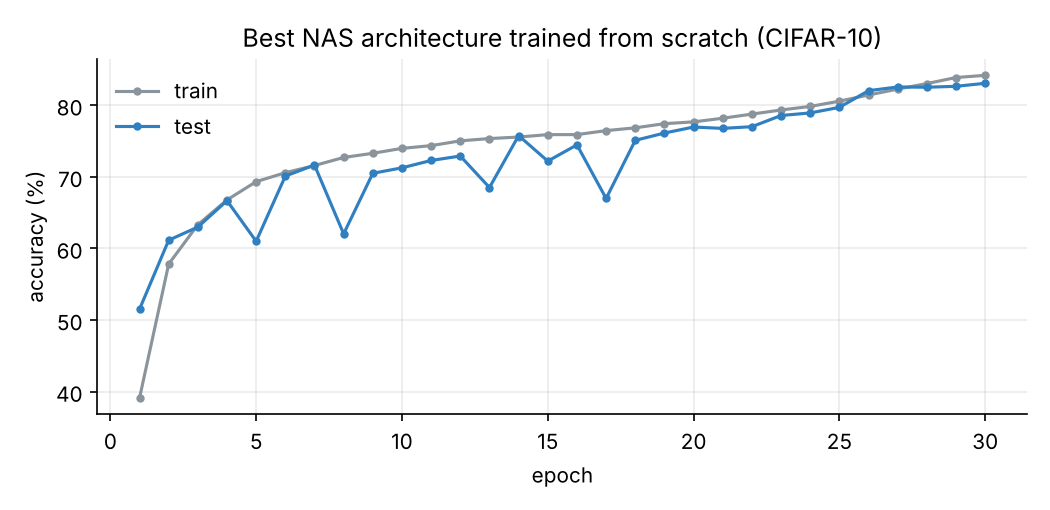 Best NAS architecture trained from scratch (CIFAR-10)
train
test
80
70
60
50
40
accuracy (%)
0 5 10 15 20 25 30
epoch